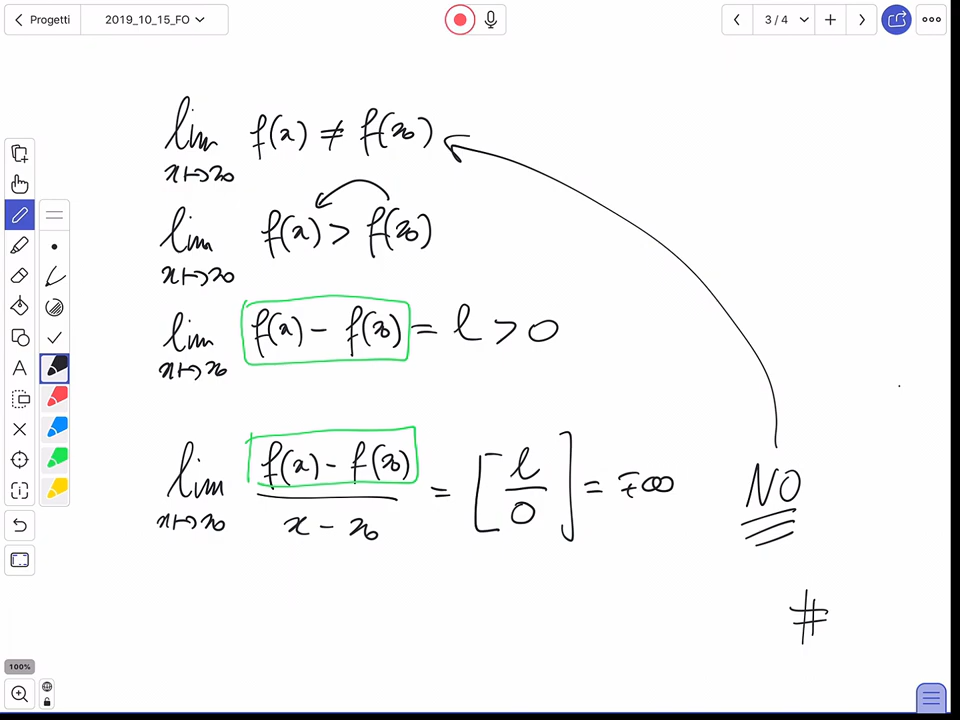 Progetti
2019_10_15_FO
3/4
lim x→x₀ f(x) ≠ f(x₀)
lim x→x₀ f(x) > f(x₀)
lim x→x₀ f(x) − f(x₀) = l > 0
lim x→x₀ f(x) − f(x₀) / x − x₀ = [l/0] = ∓∞
NO
#
A
100%